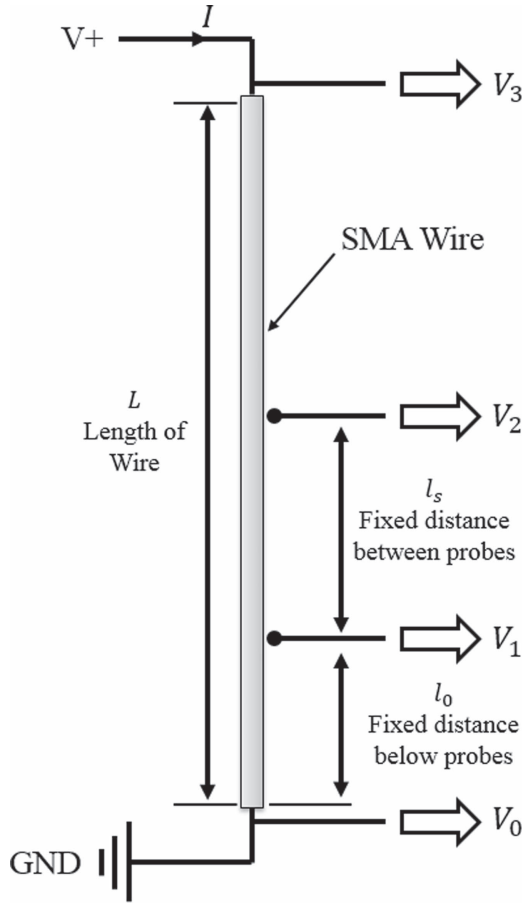 I
V+
V₃
SMA Wire
L
Length of
Wire
V₂
lₛ
Fixed distance
between probes
V₁
l₀
Fixed distance
below probes
V₀
GND